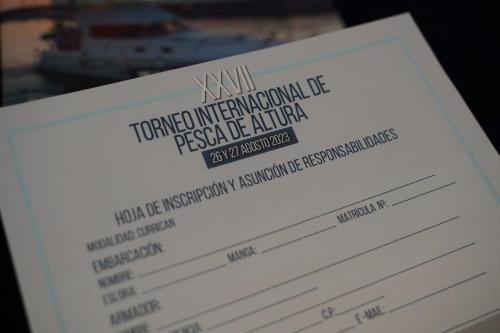 XXVII
TORNEO INTERNACIONAL DE
PESCA DE ALTURA
26 Y 27 AGOSTO 2023
HOJA DE INSCRIPCIÓN Y ASUNCIÓN DE RESPONSABILIDADES
MODALIDAD: CURRICAN
EMBARCACIÓN:
NOMBRE: MANGA: MATRÍCULA Nº:
ESLORA:
ARMADOR:
NOMBRE
C.P.: E-MAIL: